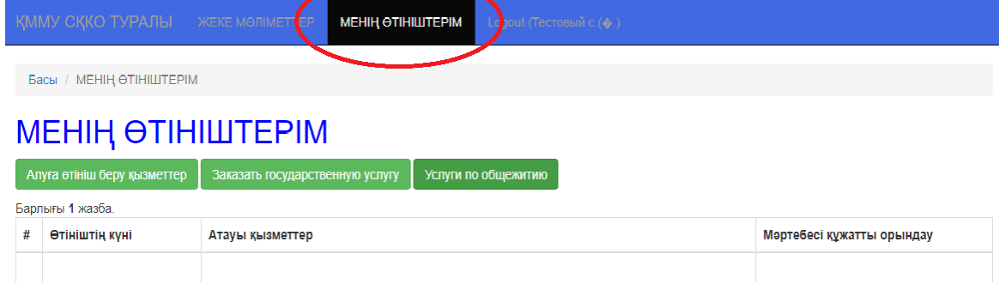 ҚММУ СҚКО ТУРАЛЫ ЖЕКЕ МӘЛІМЕТТЕР МЕНІҢ ӨТІНІШТЕРІМ Logout (Тестовый с.(�.)
Басы / МЕНІҢ ӨТІНІШТЕРІМ
МЕНІҢ ӨТІНІШТЕРІМ
Алуға өтініш беру қызметтер Заказать государственную услугу Услуги по общежитию
Барлығы 1 жазба.
# Өтініштің күні Атауы қызметтер Мәртебесі құжатты орындау